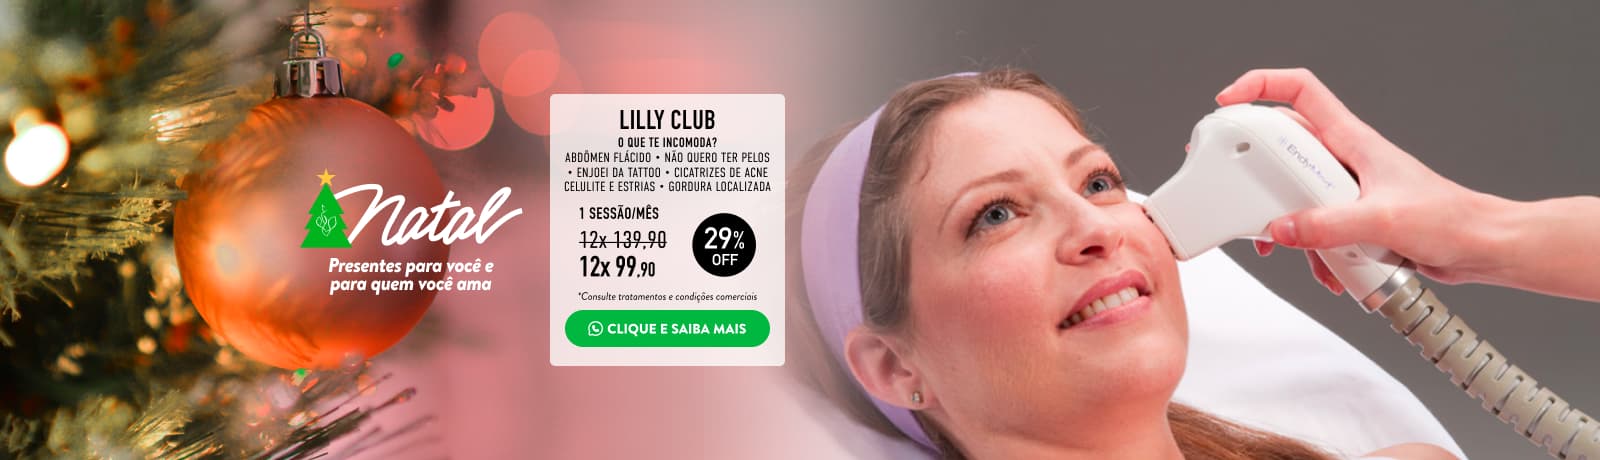 Natal
Presentes para você e
para quem você ama
LILLY CLUB
O QUE TE INCOMODA?
ABDÔMEN FLÁCIDO • NÃO QUERO TER PELOS
• ENJOEI DA TATTOO • CICATRIZES DE ACNE
CELULITE E ESTRIAS • GORDURA LOCALIZADA
1 SESSÃO/MÊS
12x 139,90
12x 99,90
29%
OFF
*Consulte tratamentos e condições comerciais
CLIQUE E SAIBA MAIS
EndyMed